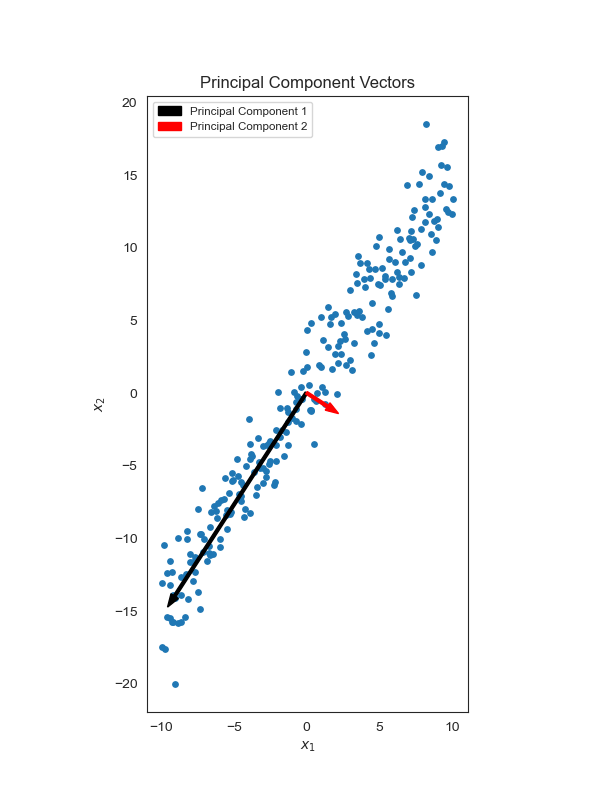 Principal Component Vectors
Principal Component 1
Principal Component 2
20
15
10
5
0
−5
−10
−15
−20
x₂
−10 −5 0 5 10
x₁